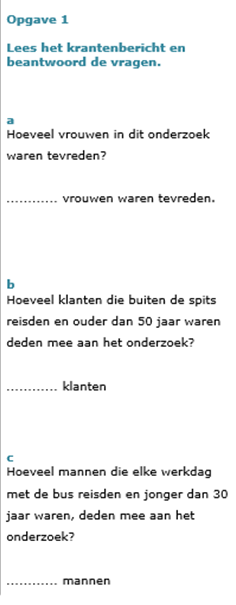 Opgave 1
Lees het krantenbericht en
beantwoord de vragen.
a
Hoeveel vrouwen in dit onderzoek
waren tevreden?
............ vrouwen waren tevreden.
b
Hoeveel klanten die buiten de spits
reisden en ouder dan 50 jaar waren
deden mee aan het onderzoek?
............ klanten
c
Hoeveel mannen die elke werkdag
met de bus reisden en jonger dan 30
jaar waren, deden mee aan het
onderzoek?
............ mannen